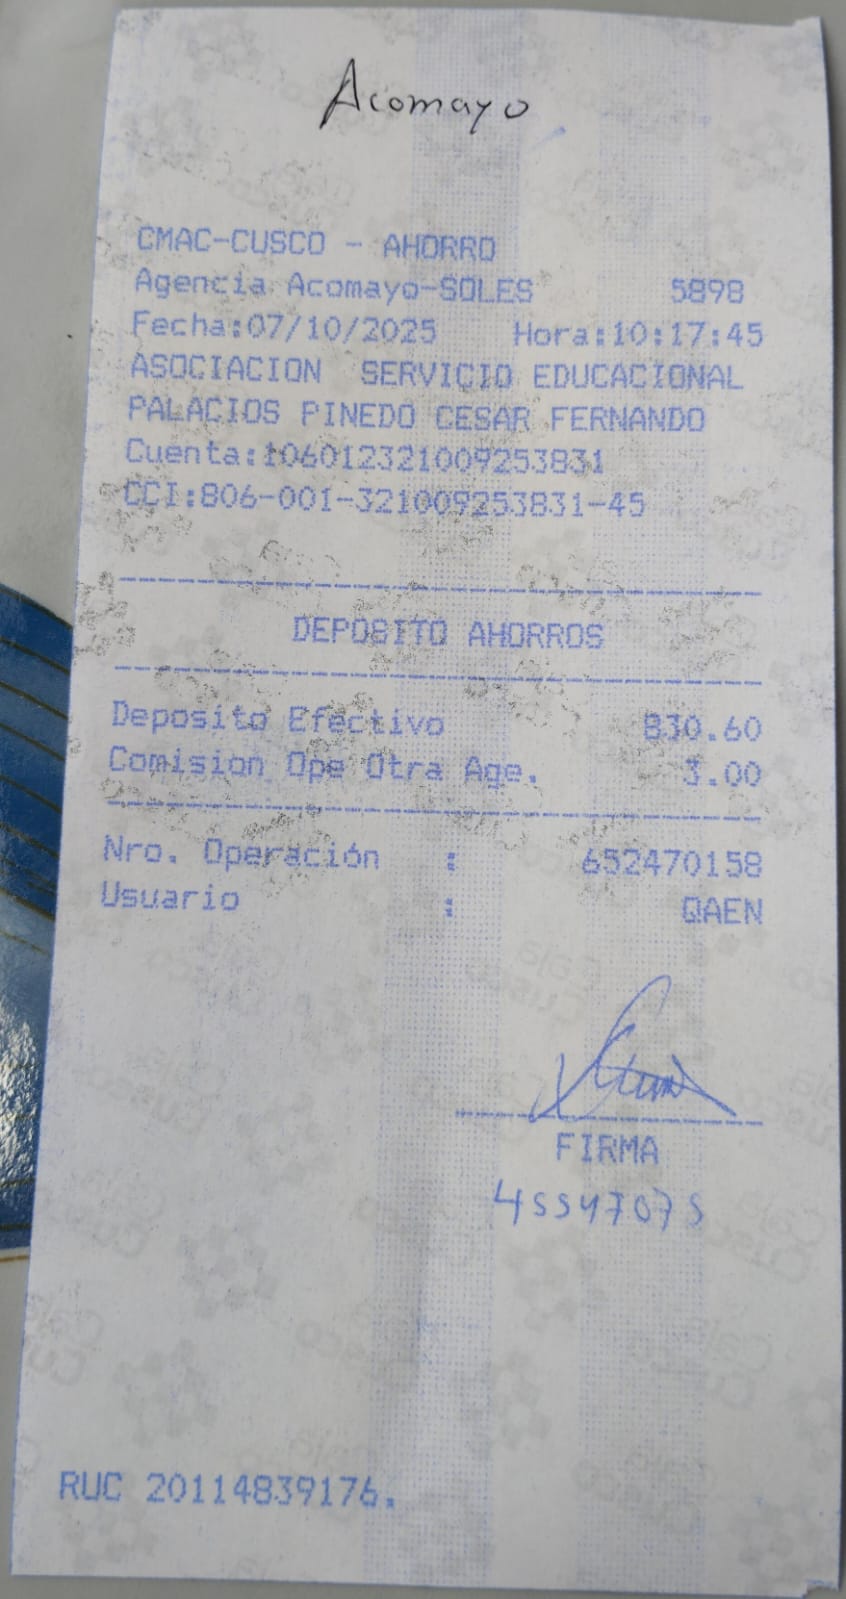 Acomayo
CMAC-CUSCO - AHORRO
Agencia Acomayo-SOLES 5898
Fecha:07/10/2025 Hora:10:17:45
ASOCIACION SERVICIO EDUCACIONAL
PALACIOS PINEDO CESAR FERNANDO
Cuenta:106012321009253831
CCI:806-001-321009253831-45
DEPOSITO AHORROS
Deposito Efectivo 830.60
Comision Ope Otra Age. 3.00
Nro. Operación : 652470158
Usuario : QAEN
FIRMA
45547075
RUC 20114839176.